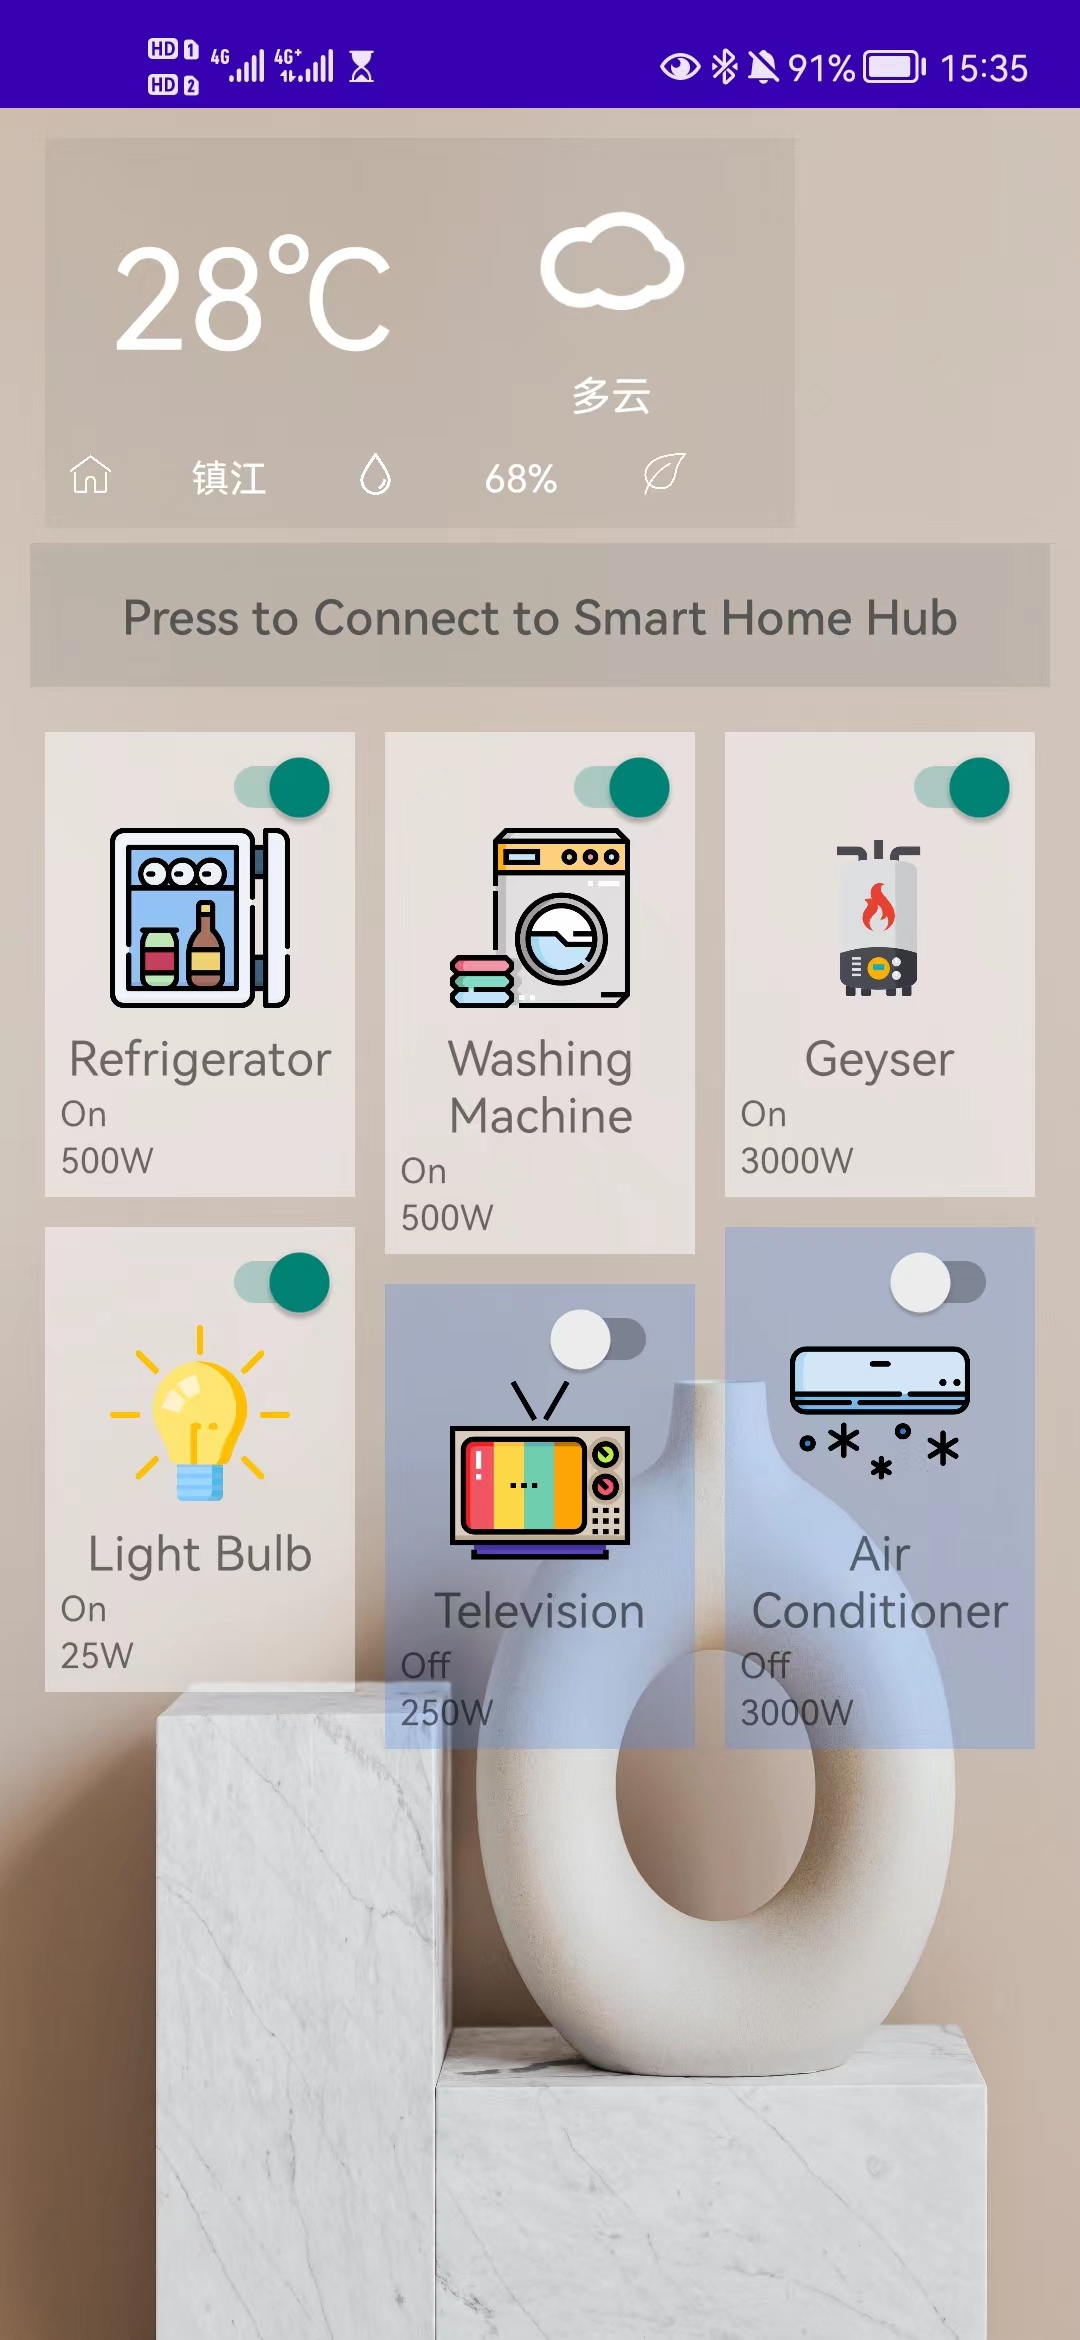 HD 1 4G 4G+ 91% 15:35
HD 2
28℃
多云
镇江 68%
Press to Connect to Smart Home Hub
Refrigerator
On
500W
Washing
Machine
On
500W
Geyser
On
3000W
Light Bulb
On
25W
Television
Off
250W
Air
Conditioner
Off
3000W